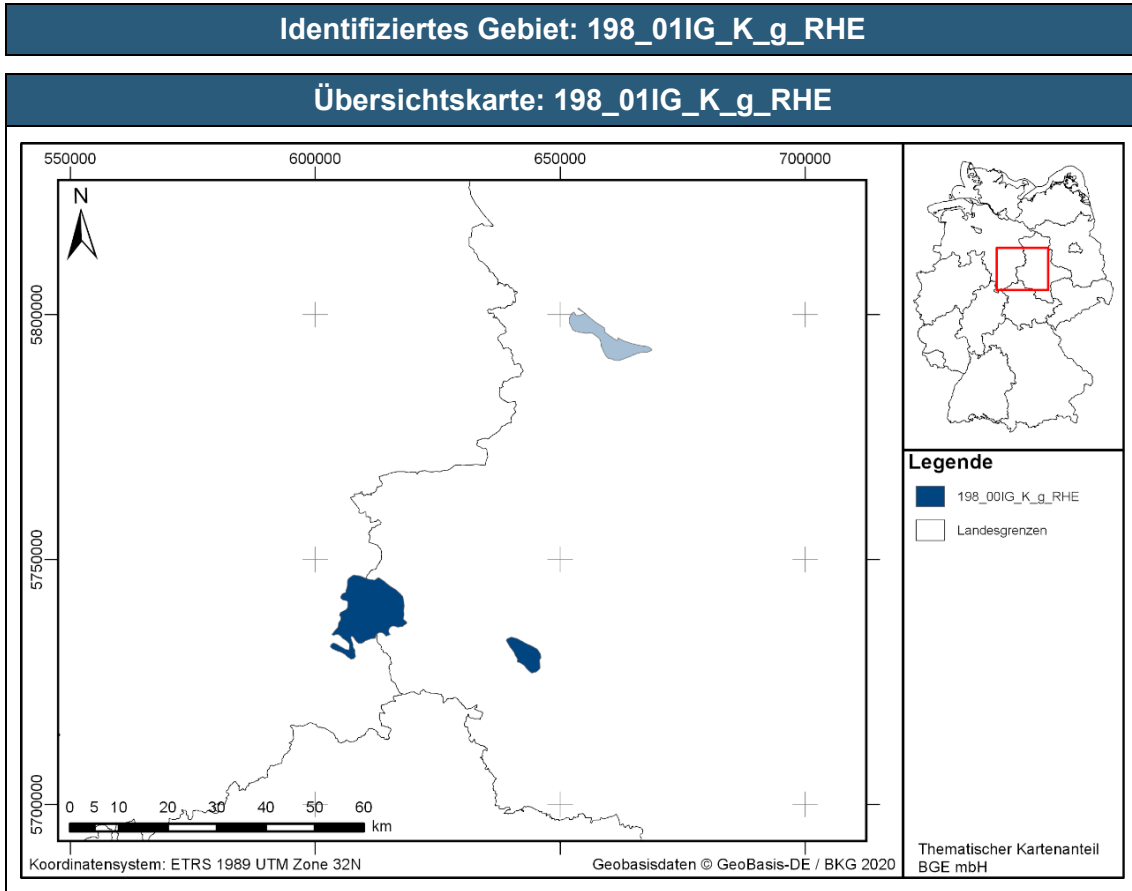 Identifiziertes Gebiet: 198_01IG_K_g_RHE
Übersichtskarte: 198_01IG_K_g_RHE
550000 600000 650000 700000
N
5800000
5750000
5700000
0 5 10 20 30 40 50 60
km
Koordinatensystem: ETRS 1989 UTM Zone 32N
Geobasisdaten © GeoBasis-DE / BKG 2020
Legende
198_00IG_K_g_RHE
Landesgrenzen
Thematischer Kartenanteil
BGE mbH